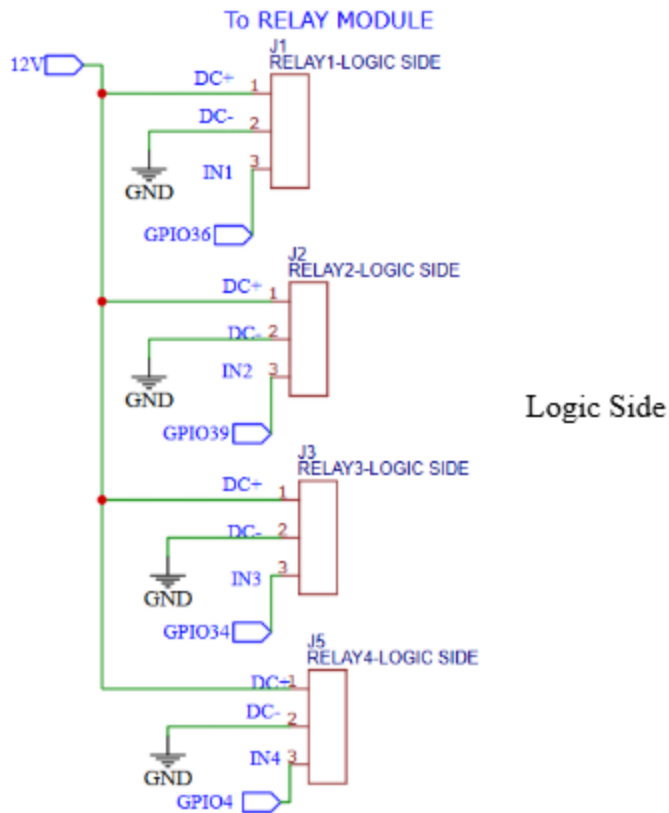 To RELAY MODULE
J1
RELAY1-LOGIC SIDE
12V
DC+
1
DC-
2
IN1
3
GND
GPIO36
J2
RELAY2-LOGIC SIDE
DC+
1
DC-
2
IN2
3
GND
GPIO39
Logic Side
J3
RELAY3-LOGIC SIDE
DC+
1
DC-
2
IN3
3
GND
GPIO34
J5
RELAY4-LOGIC SIDE
DC+
1
DC-
2
IN4
3
GND
GPIO4